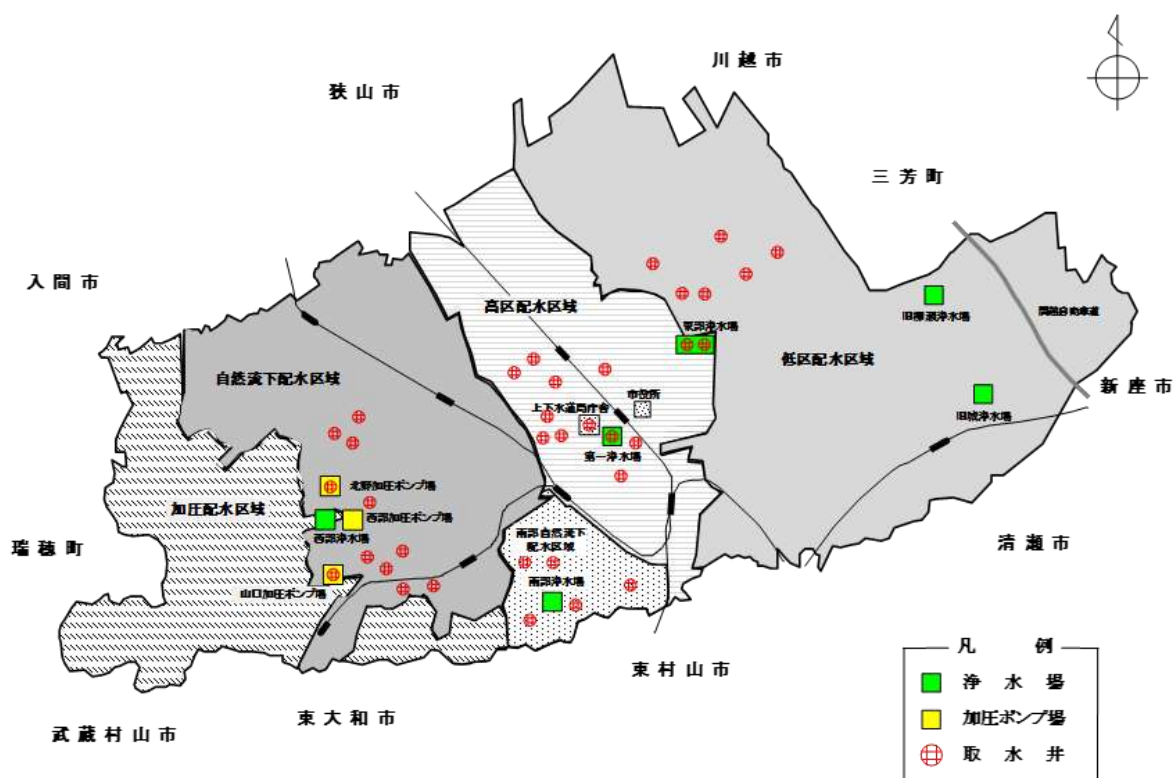 川越市
狭山市
三芳町
入間市
高区配水区域
旧柳瀬浄水場
関越自動車道
東部浄水場
低区配水区域
自然流下配水区域
新座市
市役所
旧城浄水場
上下水道局庁舎
第一浄水場
北野加圧ポンプ場
加圧配水区域
西部加圧ポンプ場
西部浄水場
瑞穂町
南部自然流下
配水区域
清瀬市
南部浄水場
山口加圧ポンプ場
東村山市
東大和市
武蔵村山市
凡例
浄水場
加圧ポンプ場
取水井